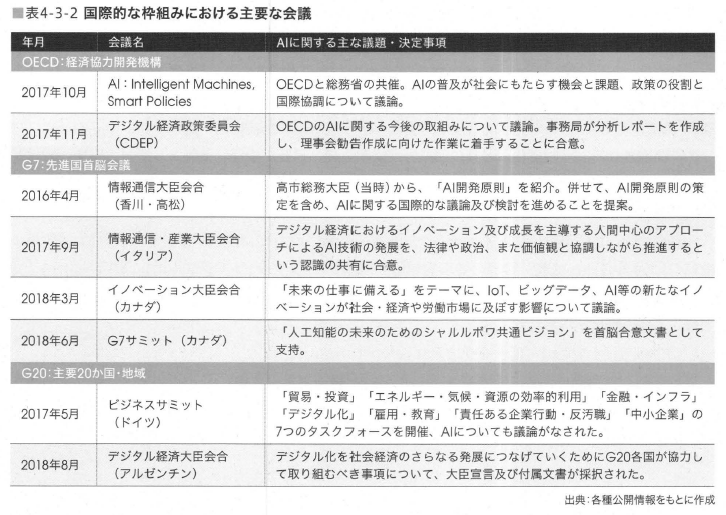 ■表4-3-2 国際的な枠組みにおける主要な会議
年月 会議名 AIに関する主な議題・決定事項
OECD：経済協力開発機構
2017年10月 AI：Intelligent Machines, Smart Policies OECDと総務省の共催。AIの普及が社会にもたらす機会と課題、政策の役割と
国際協調について議論。
2017年11月 デジタル経済政策委員会 OECDのAIに関する今後の取組みについて議論。事務局が分析レポートを作成
（CDEP） し、理事会勧告作成に向けた作業に着手することに合意。
G7：先進国首脳会議
2016年4月 情報通信大臣会合 高市総務大臣（当時）から、「AI開発原則」を紹介。併せて、AI開発原則の策
（香川・高松） 定を含め、AIに関する国際的な議論及び検討を進めることを提案。
2017年9月 情報通信・産業大臣会合 デジタル経済におけるイノベーション及び成長を主導する人間中心のアプロー
（イタリア） チによるAI技術の発展を、法律や政治、また価値観と協調しながら推進すると
いう認識の共有に合意。
2018年3月 イノベーション大臣会合 「未来の仕事に備える」をテーマに、IoT、ビッグデータ、AI等の新たなイノ
（カナダ） ベーションが社会・経済や労働市場に及ぼす影響について議論。
2018年6月 G7サミット（カナダ） 「人工知能の未来のためのシャルルボワ共通ビジョン」を首脳合意文書として
支持。
G20：主要20か国・地域
2017年5月 ビジネスサミット 「貿易・投資」「エネルギー・気候・資源の効率的利用」「金融・インフラ」
（ドイツ） 「デジタル化」「雇用・教育」「責任ある企業行動・反汚職」「中小企業」の
7つのタスクフォースを開催、AIについても議論がなされた。
2018年8月 デジタル経済大臣会合 デジタル化を社会経済のさらなる発展につなげていくためにG20各国が協力し
（アルゼンチン） て取り組むべき事項について、大臣宣言及び付属文書が採択された。
出典：各種公開情報をもとに作成